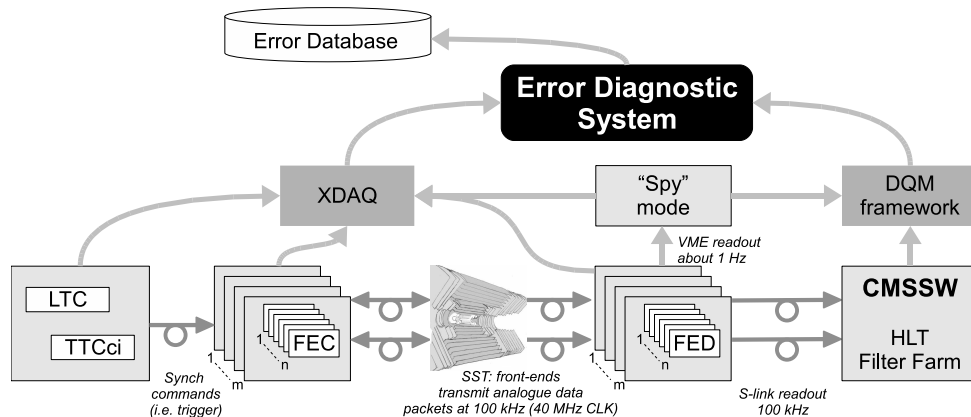 Error Database
Error Diagnostic
System
XDAQ
“Spy”
mode
DQM
framework
VME readout
about 1 Hz
LTC
TTCci
FEC
1
n
1
m
FED
1
n
1
m
CMSSW
HLT
Filter Farm
Synch
commands
(i.e. trigger)
SST: front-ends
transmit analogue data
packets at 100 kHz (40 MHz CLK)
S-link readout
100 kHz